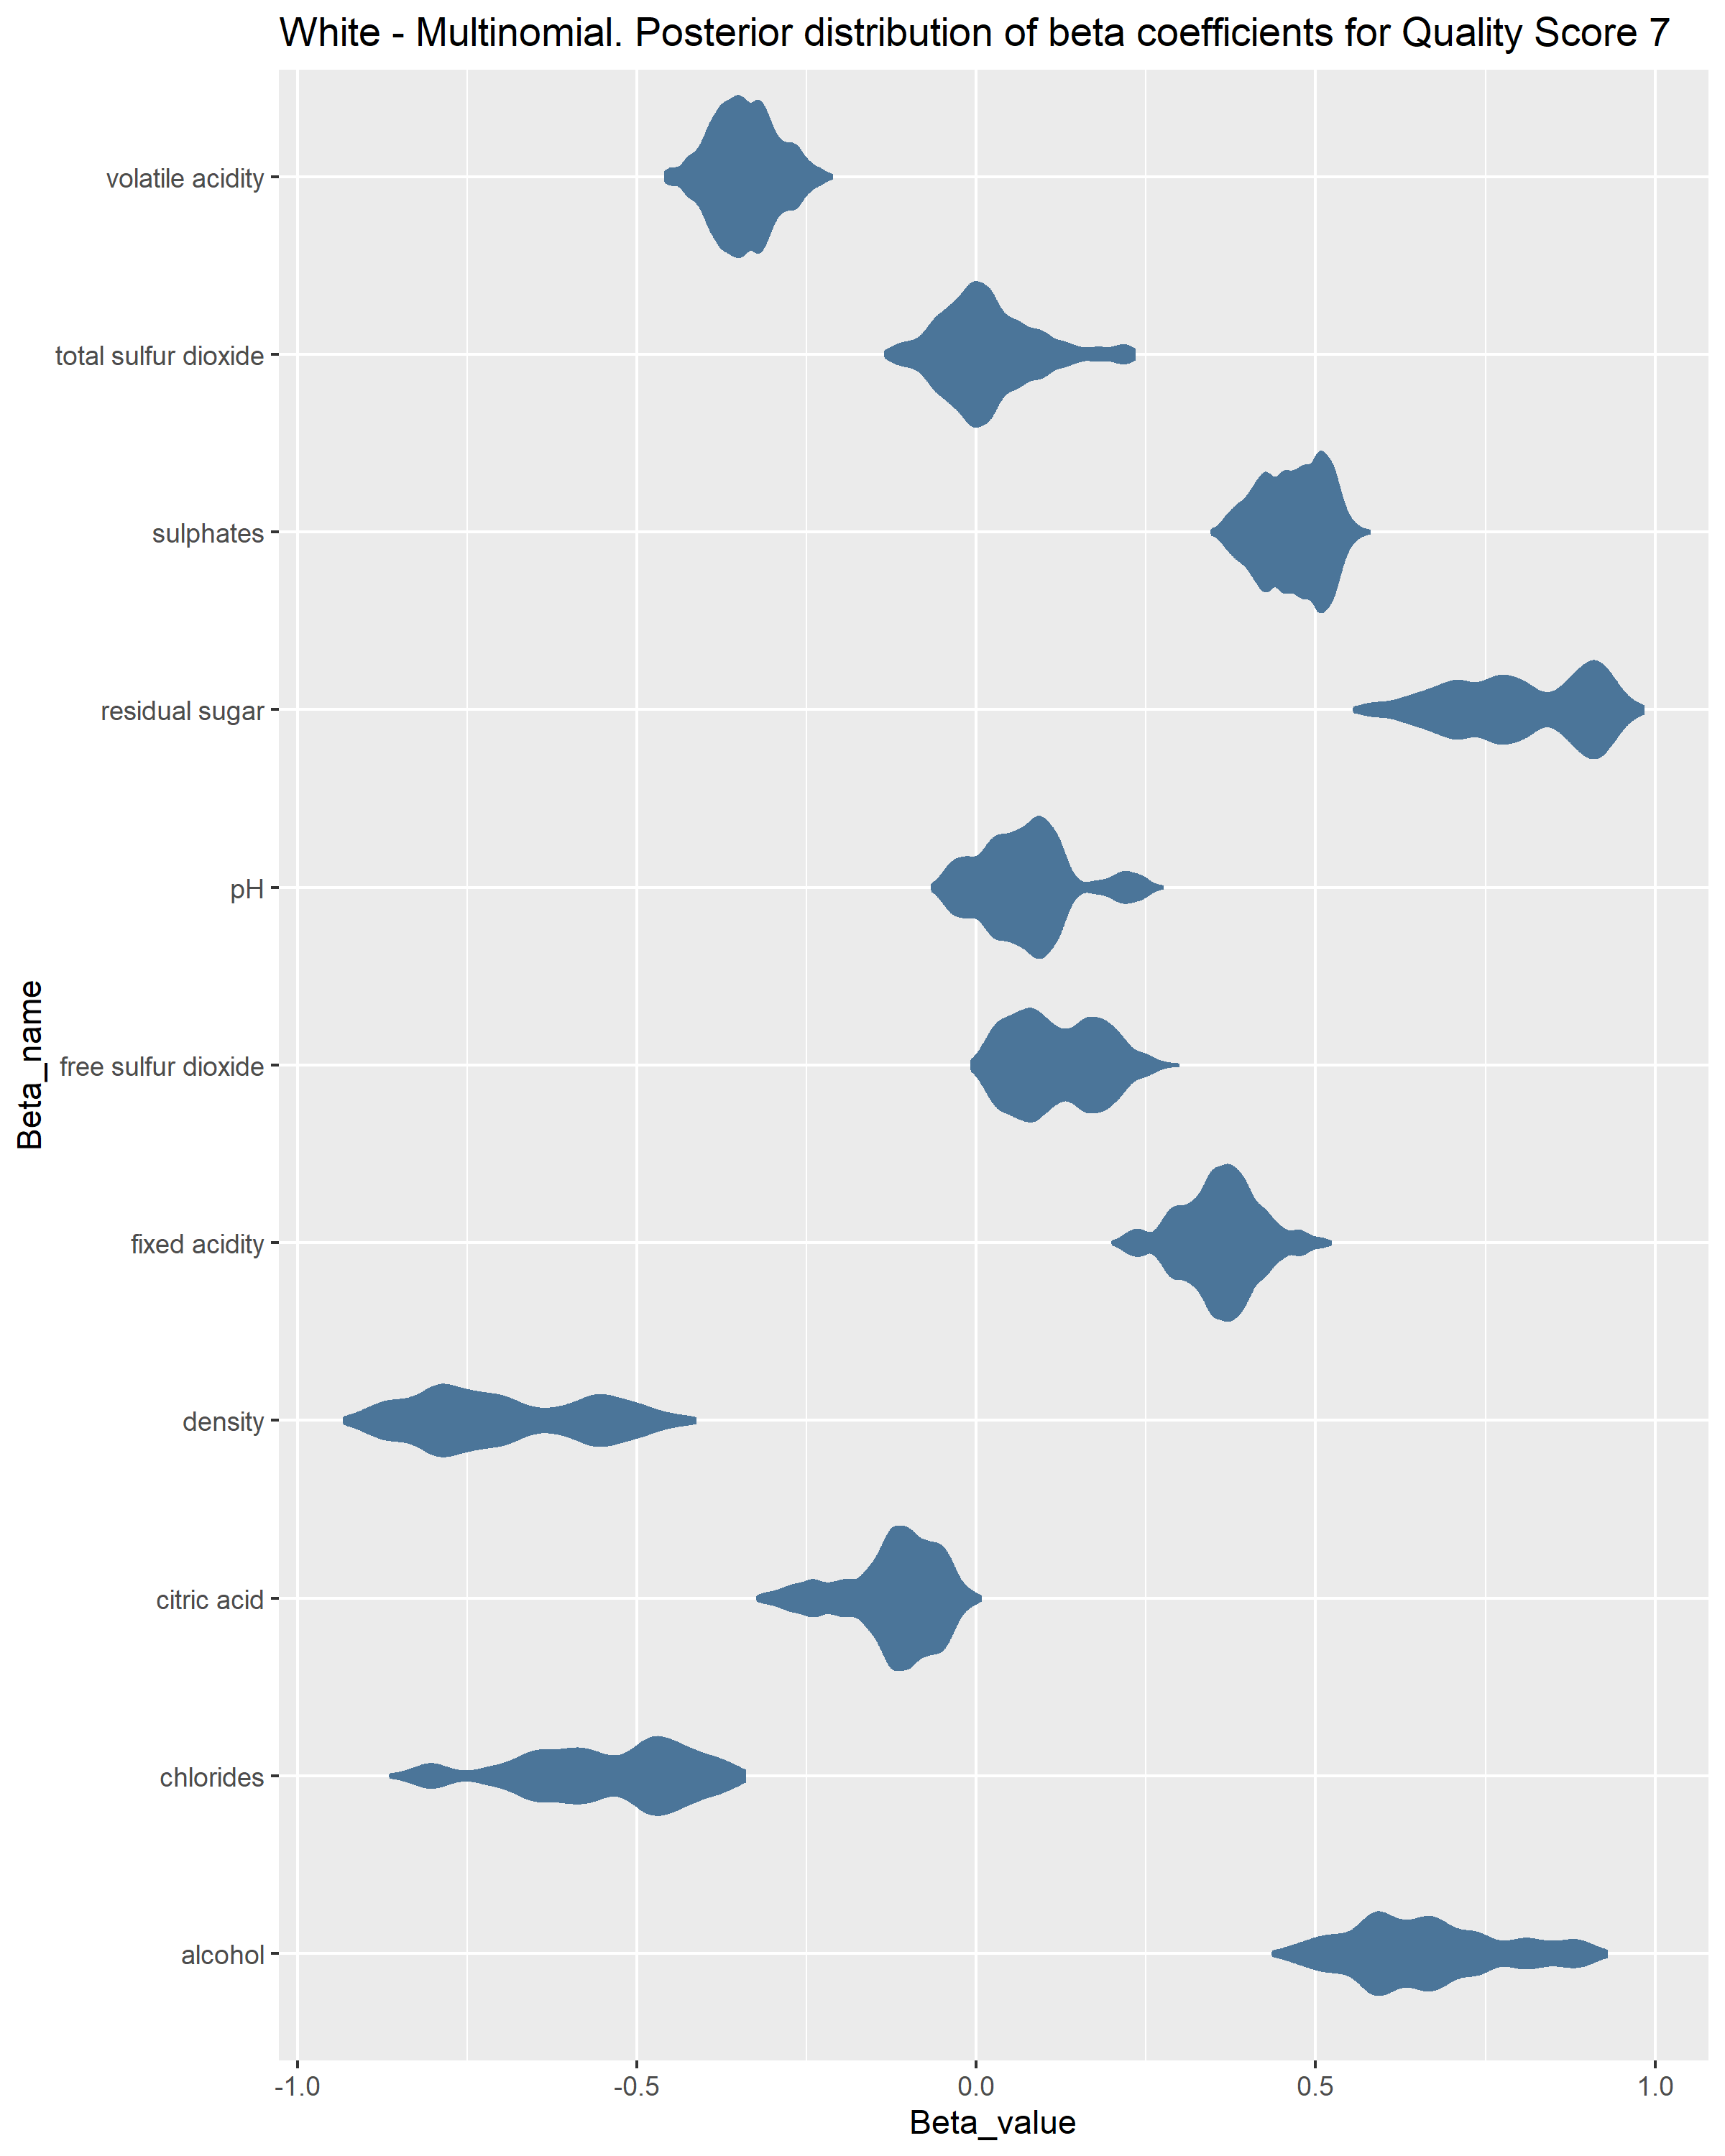 White - Multinomial. Posterior distribution of beta coefficients for Quality Score 7
volatile acidity
total sulfur dioxide
sulphates
residual sugar
pH
free sulfur dioxide
fixed acidity
density
citric acid
chlorides
alcohol
Beta_name
-1.0 -0.5 0.0 0.5 1.0
Beta_value